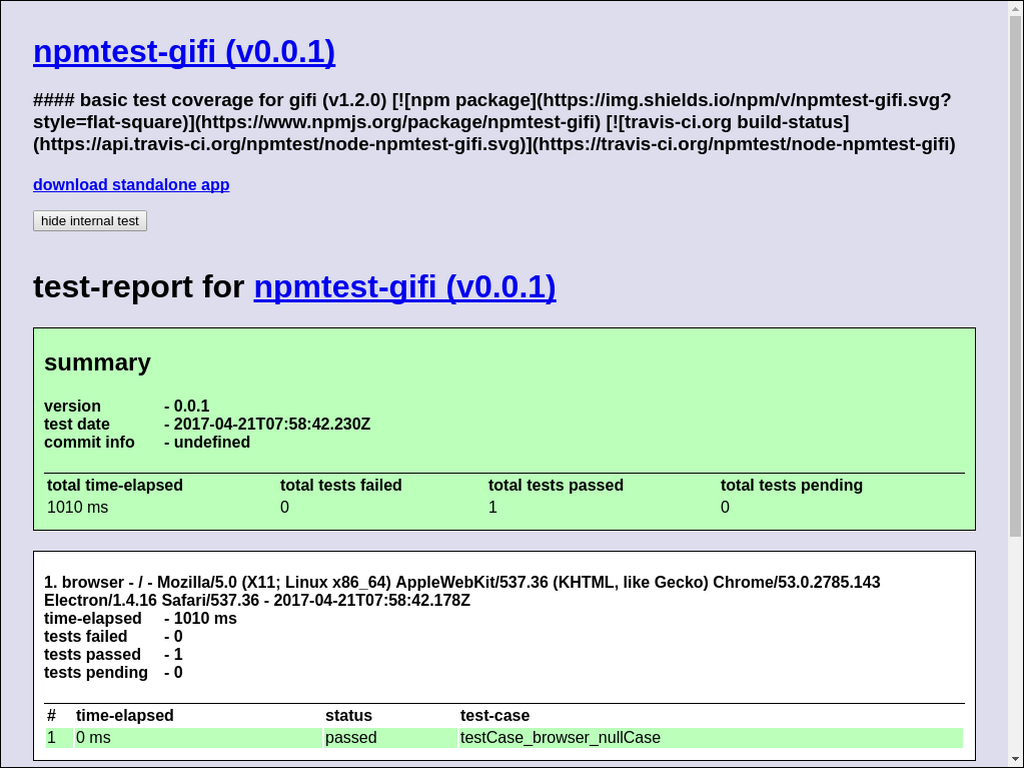 npmtest-gifi (v0.0.1)
#### basic test coverage for gifi (v1.2.0) [![npm package](https://img.shields.io/npm/v/npmtest-gifi.svg?
style=flat-square)](https://www.npmjs.org/package/npmtest-gifi) [![travis-ci.org build-status]
(https://api.travis-ci.org/npmtest/node-npmtest-gifi.svg)](https://travis-ci.org/npmtest/node-npmtest-gifi)
download standalone app
hide internal test
test-report for npmtest-gifi (v0.0.1)
summary
version - 0.0.1
test date - 2017-04-21T07:58:42.230Z
commit info - undefined
total time-elapsed total tests failed total tests passed total tests pending
1010 ms 0 1 0
1. browser - / - Mozilla/5.0 (X11; Linux x86_64) AppleWebKit/537.36 (KHTML, like Gecko) Chrome/53.0.2785.143
Electron/1.4.16 Safari/537.36 - 2017-04-21T07:58:42.178Z
time-elapsed - 1010 ms
tests failed - 0
tests passed - 1
tests pending - 0
# time-elapsed status test-case
1 0 ms passed testCase_browser_nullCase